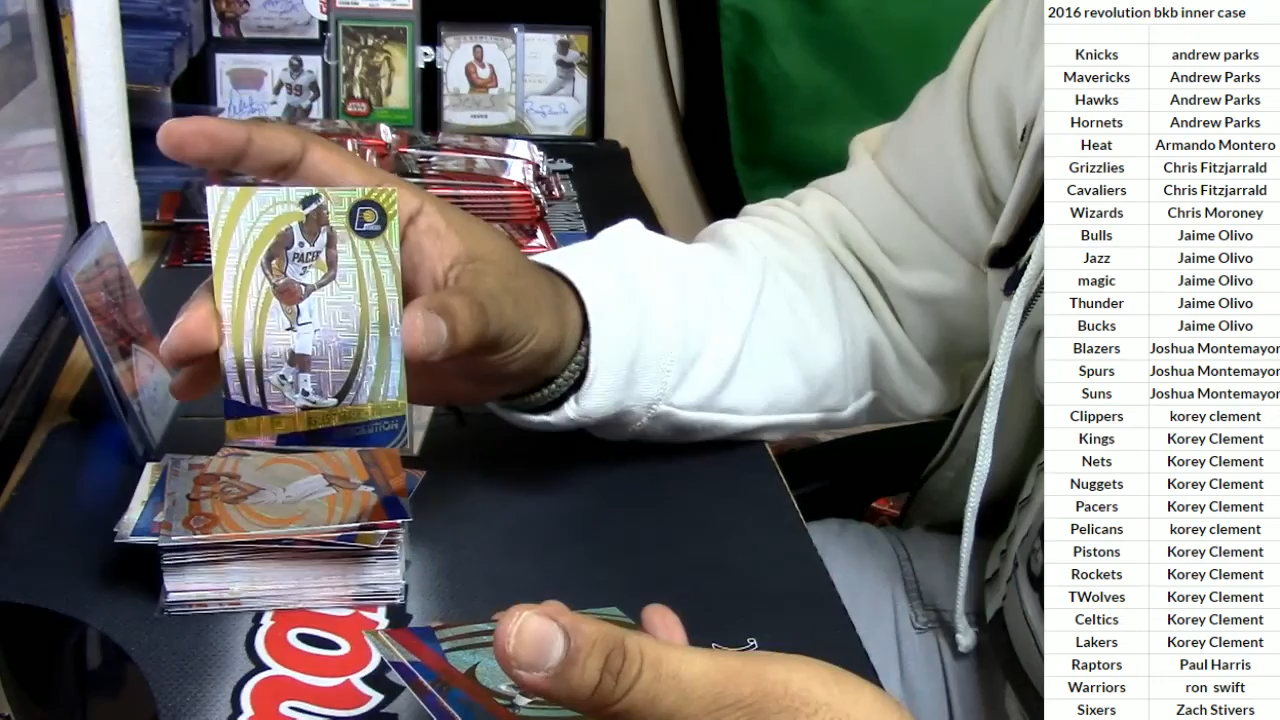 2016 revolution bkb inner case
Knicks andrew parks
Mavericks Andrew Parks
Hawks Andrew Parks
Hornets Andrew Parks
Heat Armando Montero
Grizzlies Chris Fitzjarrald
Cavaliers Chris Fitzjarrald
Wizards Chris Moroney
Bulls Jaime Olivo
Jazz Jaime Olivo
magic Jaime Olivo
Thunder Jaime Olivo
Bucks Jaime Olivo
Blazers Joshua Montemayor
Spurs Joshua Montemayor
Suns Joshua Montemayor
Clippers korey clement
Kings Korey Clement
Nets Korey Clement
Nuggets Korey Clement
Pacers Korey Clement
Pelicans korey clement
Pistons Korey Clement
Rockets Korey Clement
TWolves Korey Clement
Celtics Korey Clement
Lakers Korey Clement
Raptors Paul Harris
Warriors ron swift
Sixers Zach Stivers
STAR WARS
99
PACERS